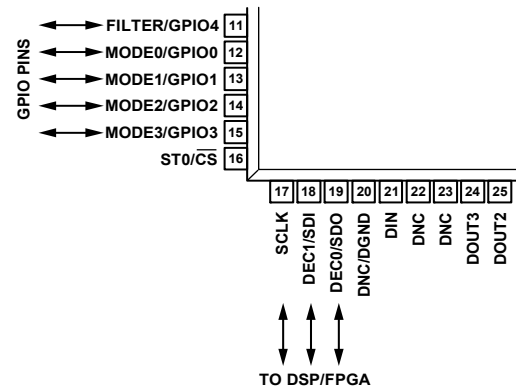 GPIO PINS
FILTER/GPIO4 11
MODE0/GPIO0 12
MODE1/GPIO1 13
MODE2/GPIO2 14
MODE3/GPIO3 15
ST0/C̅S̅ 16
17 18 19 20 21 22 23 24 25
SCLK
DEC1/SDI
DEC0/SDO
DNC/DGND
DIN
DNC
DNC
DOUT3
DOUT2
TO DSP/FPGA